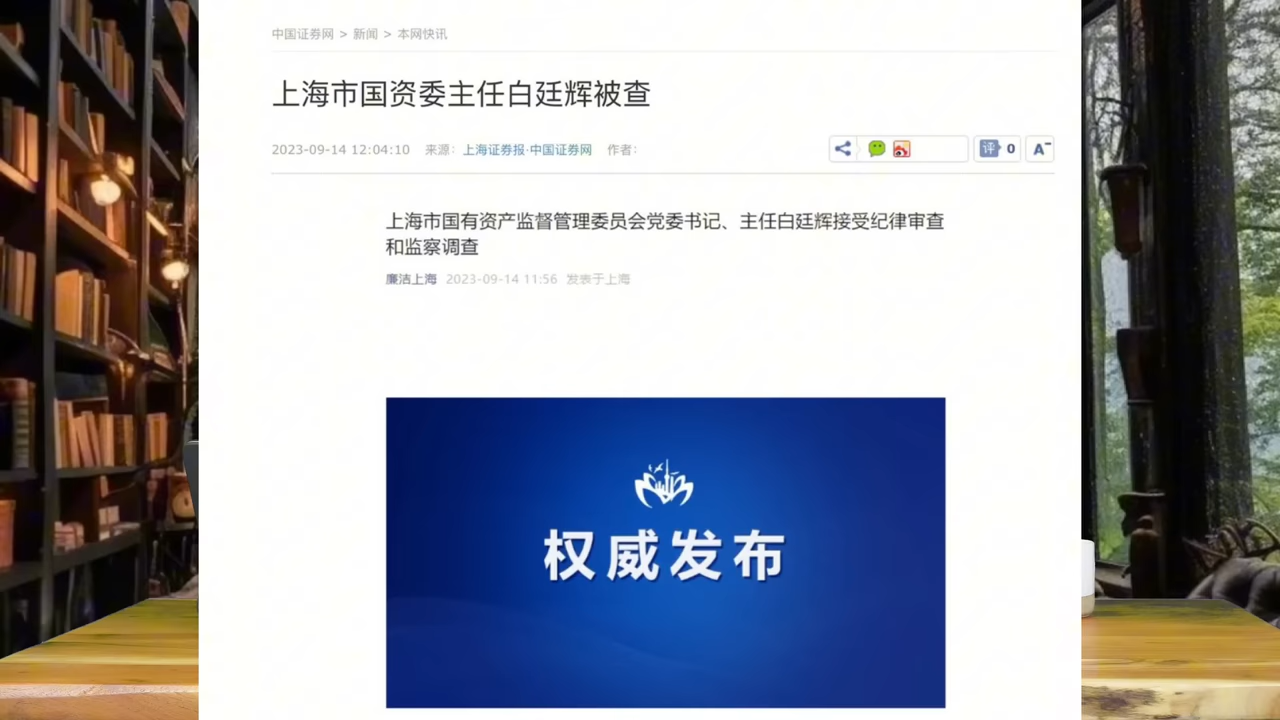 中国证券网 > 新闻 > 本网快讯
上海市国资委主任白廷辉被查
2023-09-14 12:04:10 来源：上海证券报·中国证券网 作者：
评 0 A-
上海市国有资产监督管理委员会党委书记、主任白廷辉接受纪律审查
和监察调查
廉洁上海 2023-09-14 11:56 发表于上海
权威发布